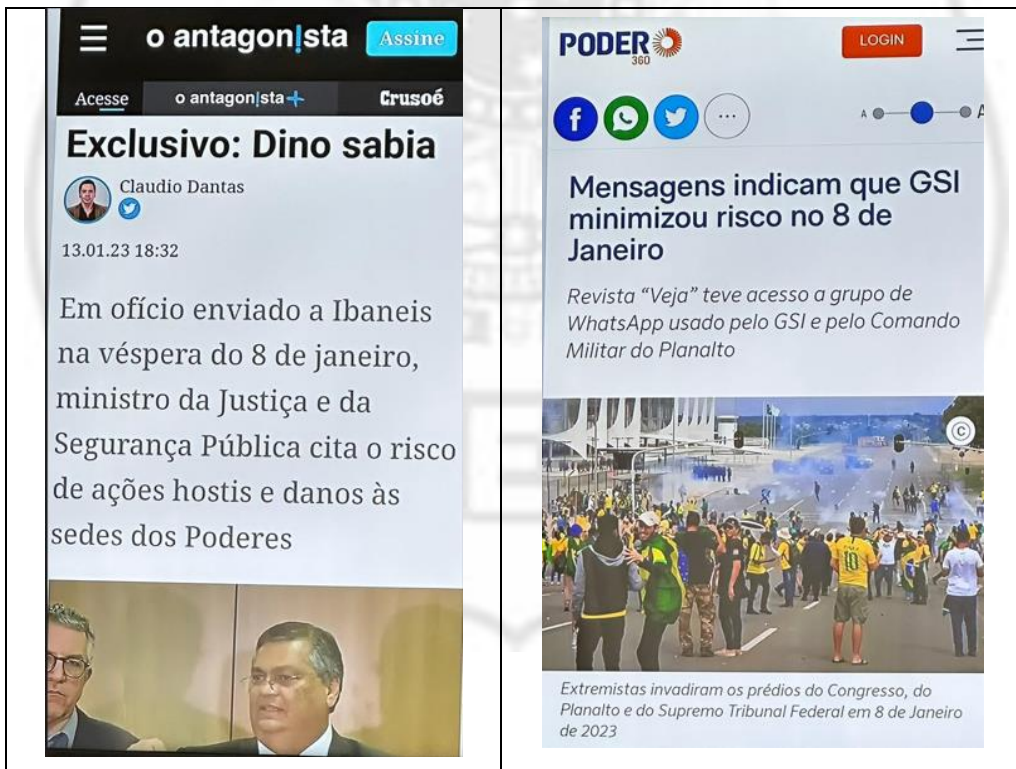 o antagon!sta
Assine
Acesse
o antagon!sta+
Crusoé
Exclusivo: Dino sabia
Claudio Dantas
13.01.23 18:32
Em ofício enviado a Ibaneis
na véspera do 8 de janeiro,
ministro da Justiça e da
Segurança Pública cita o risco
de ações hostis e danos às
sedes dos Poderes
PODER
360
LOGIN
A
A
Mensagens indicam que GSI
minimizou risco no 8 de
Janeiro
Revista “Veja” teve acesso a grupo de
WhatsApp usado pelo GSI e pelo Comando
Militar do Planalto
©
10
Extremistas invadiram os prédios do Congresso, do
Planalto e do Supremo Tribunal Federal em 8 de Janeiro
de 2023